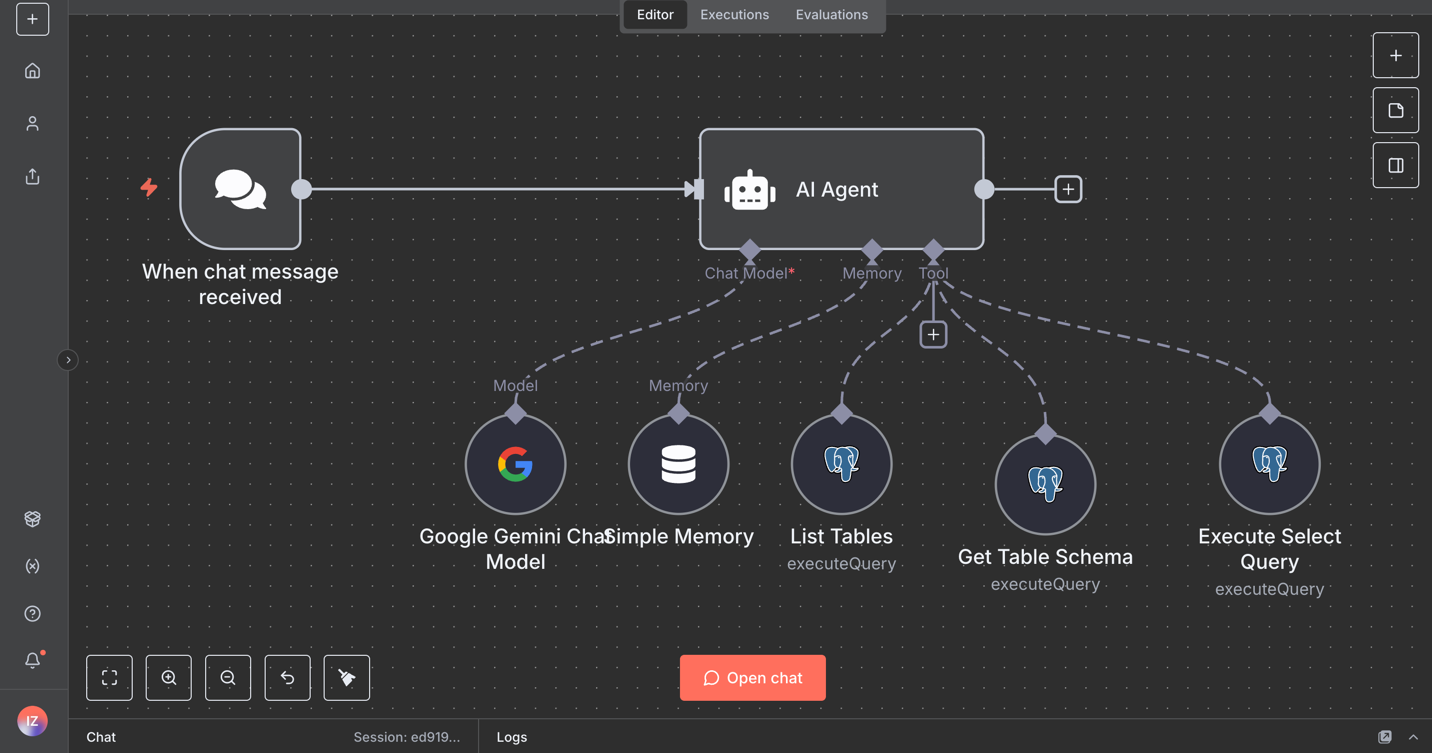 Editor
Executions
Evaluations
AI Agent
When chat message
received
Chat Model*
Memory
Tool
Model
Memory
Google Gemini Chat
Model
Simple Memory
List Tables
executeQuery
Get Table Schema
executeQuery
Execute Select
Query
executeQuery
Open chat
IZ
Chat
Session: ed919...
Logs